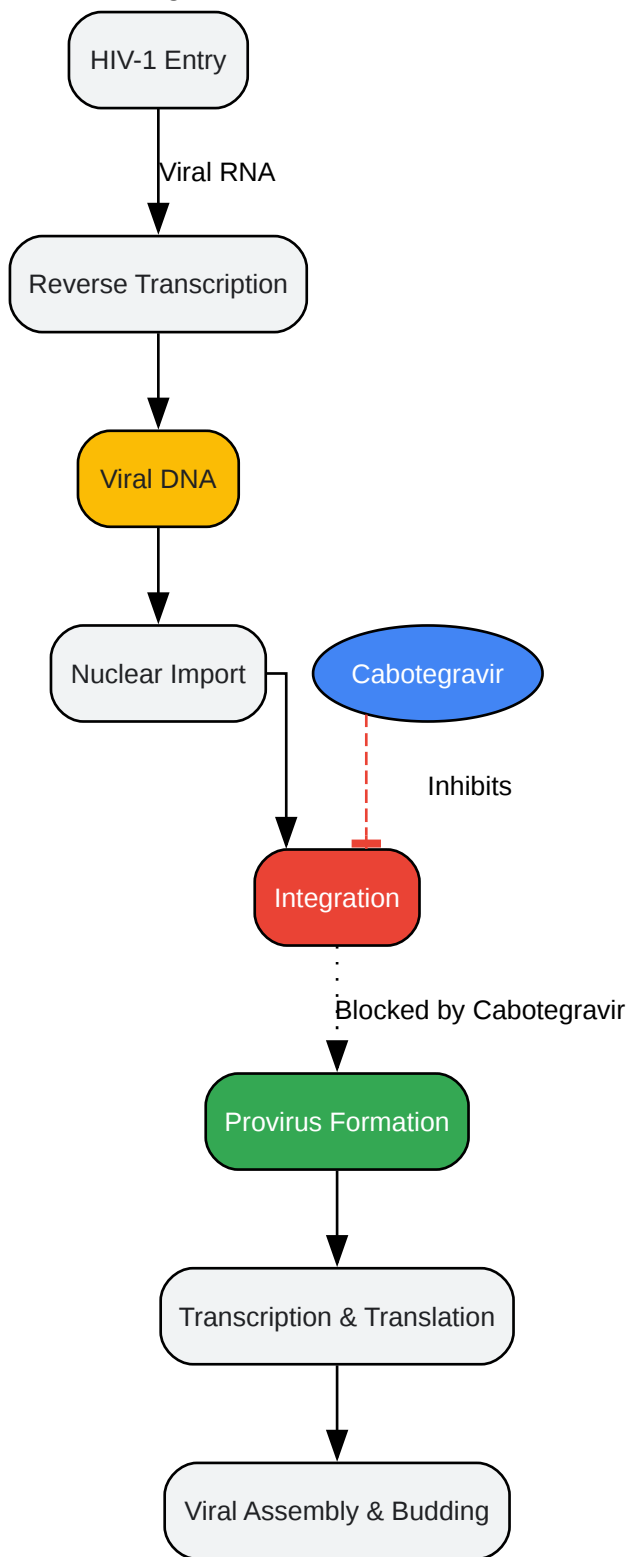 HIV-1 Entry
Viral RNA
Reverse Transcription
Viral DNA
Nuclear Import
Cabotegravir
Inhibits
Integration
Blocked by Cabotegravir
Provirus Formation
Transcription & Translation
Viral Assembly & Budding